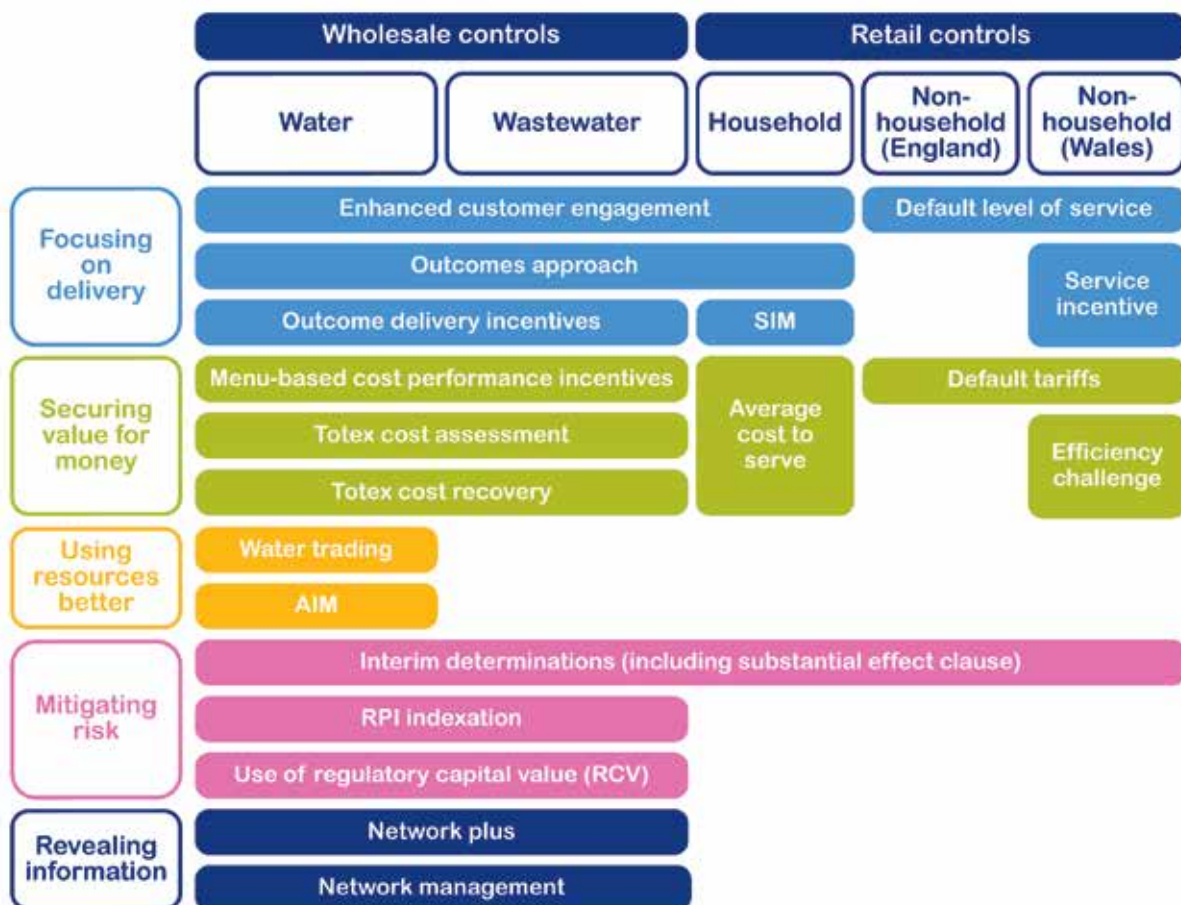 Wholesale controls
Retail controls
Water
Wastewater
Household
Non-
household
(England)
Non-
household
(Wales)
Focusing
on
delivery
Enhanced customer engagement
Default level of service
Outcomes approach
Service
incentive
Outcome delivery incentives
SIM
Securing
value for
money
Menu-based cost performance incentives
Average
cost to
serve
Default tariffs
Totex cost assessment
Efficiency
challenge
Totex cost recovery
Using
resources
better
Water trading
AIM
Mitigating
risk
Interim determinations (including substantial effect clause)
RPI indexation
Use of regulatory capital value (RCV)
Revealing
information
Network plus
Network management